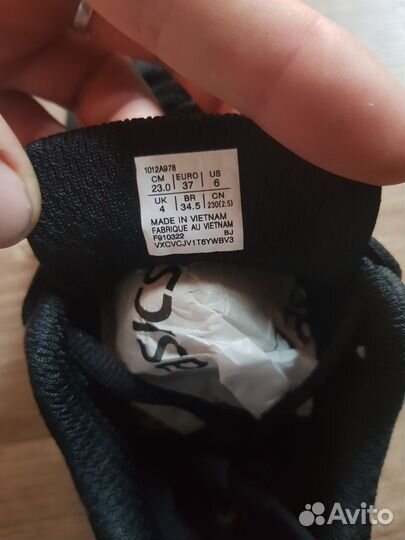 1012A978
CM EURO US
23.0 37 6
UK BR CN
4 34.5 230(2.5)
MADE IN VIETNAM
FABRIQUE AU VIETNAM
F910322 BJ
VXCVCJV1T6YWBV3
asics
Avito